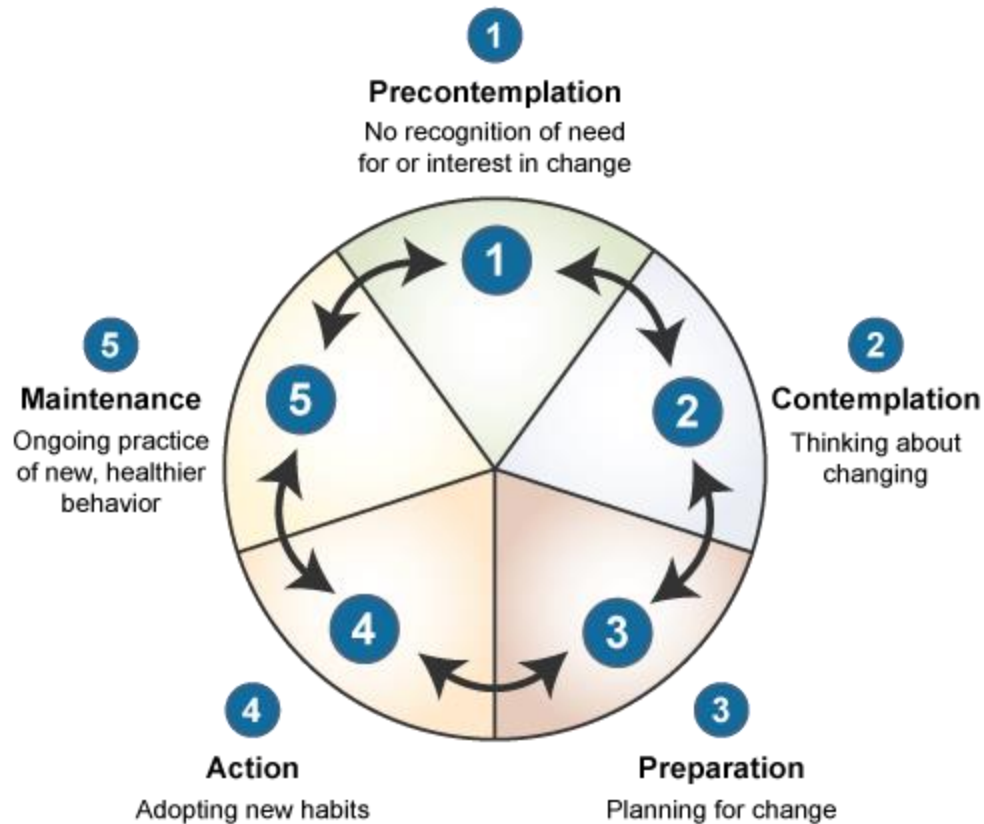 1
Precontemplation
No recognition of need
for or interest in change
1
5
Maintenance
Ongoing practice
of new, healthier
behavior
5
2
2
Contemplation
Thinking about
changing
4
3
4
Action
Adopting new habits
3
Preparation
Planning for change